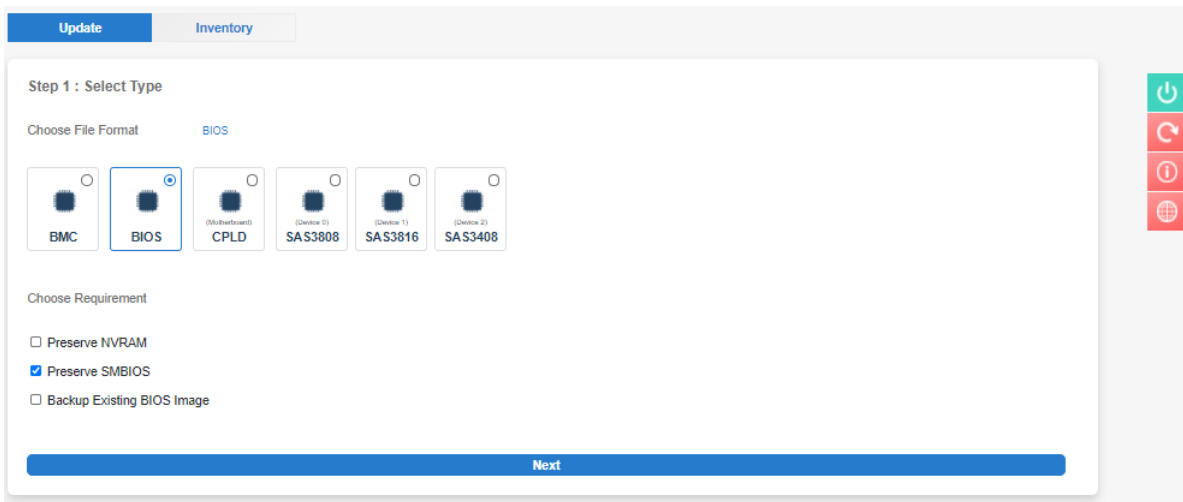 Update Inventory
Step 1 : Select Type
Choose File Format BIOS
(Motherboard) (Device 0) (Device 1) (Device 2)
BMC BIOS CPLD SAS3808 SAS3816 SAS3408
Choose Requirement
Preserve NVRAM
Preserve SMBIOS
Backup Existing BIOS Image
Next